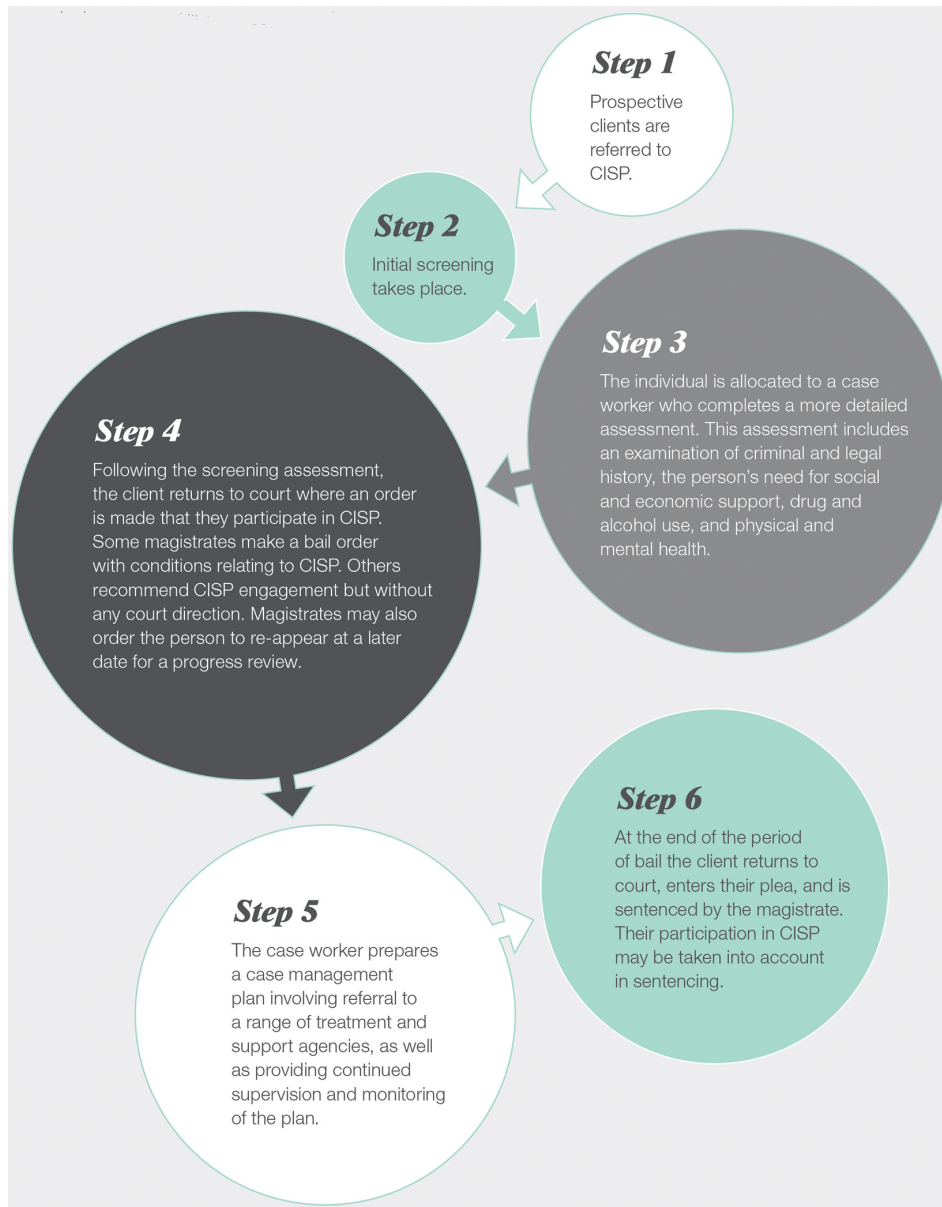 Step 1
Prospective
clients are
referred to
CISP.
Step 2
Initial screening
takes place.
Step 3
The individual is allocated to a case
worker who completes a more detailed
assessment. This assessment includes
an examination of criminal and legal
history, the person’s need for social
and economic support, drug and
alcohol use, and physical and
mental health.
Step 4
Following the screening assessment,
the client returns to court where an order
is made that they participate in CISP.
Some magistrates make a bail order
with conditions relating to CISP. Others
recommend CISP engagement but without
any court direction. Magistrates may also
order the person to re-appear at a later
date for a progress review.
Step 5
The case worker prepares
a case management
plan involving referral to
a range of treatment and
support agencies, as well
as providing continued
supervision and monitoring
of the plan.
Step 6
At the end of the period
of bail the client returns to
court, enters their plea, and is
sentenced by the magistrate.
Their participation in CISP
may be taken into account
in sentencing.